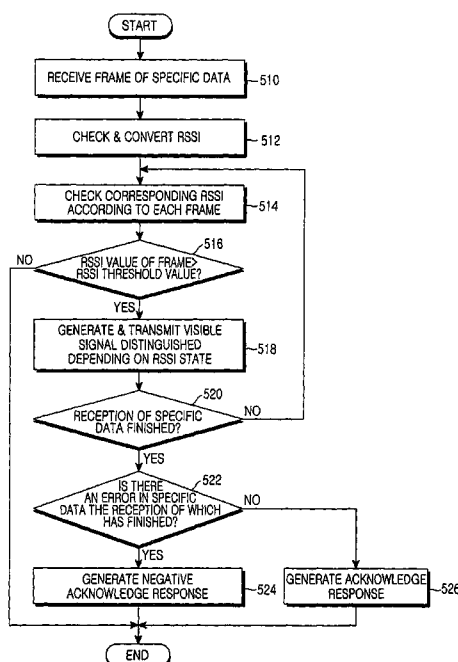 START
RECEIVE FRAME OF SPECIFIC DATA
510
CHECK & CONVERT RSSI
512
CHECK CORRESPONDING RSSI
ACCORDING TO EACH FRAME
514
516
NO
RSSI VALUE OF FRAME>
RSSI THRESHOLD VALUE?
YES
GENERATE & TRANSMIT VISIBLE
SIGNAL DISTINGUISHED
DEPENDING ON RSSI STATE
518
520
RECEPTION OF SPECIFIC
DATA FINISHED?
NO
YES
522
IS THERE
AN ERROR IN SPECIFIC
DATA THE RECEPTION OF WHICH
HAS FINISHED?
NO
YES
GENERATE NEGATIVE
ACKNOWLEDGE RESPONSE
524
GENERATE ACKNOWLEDGE
RESPONSE
526
END